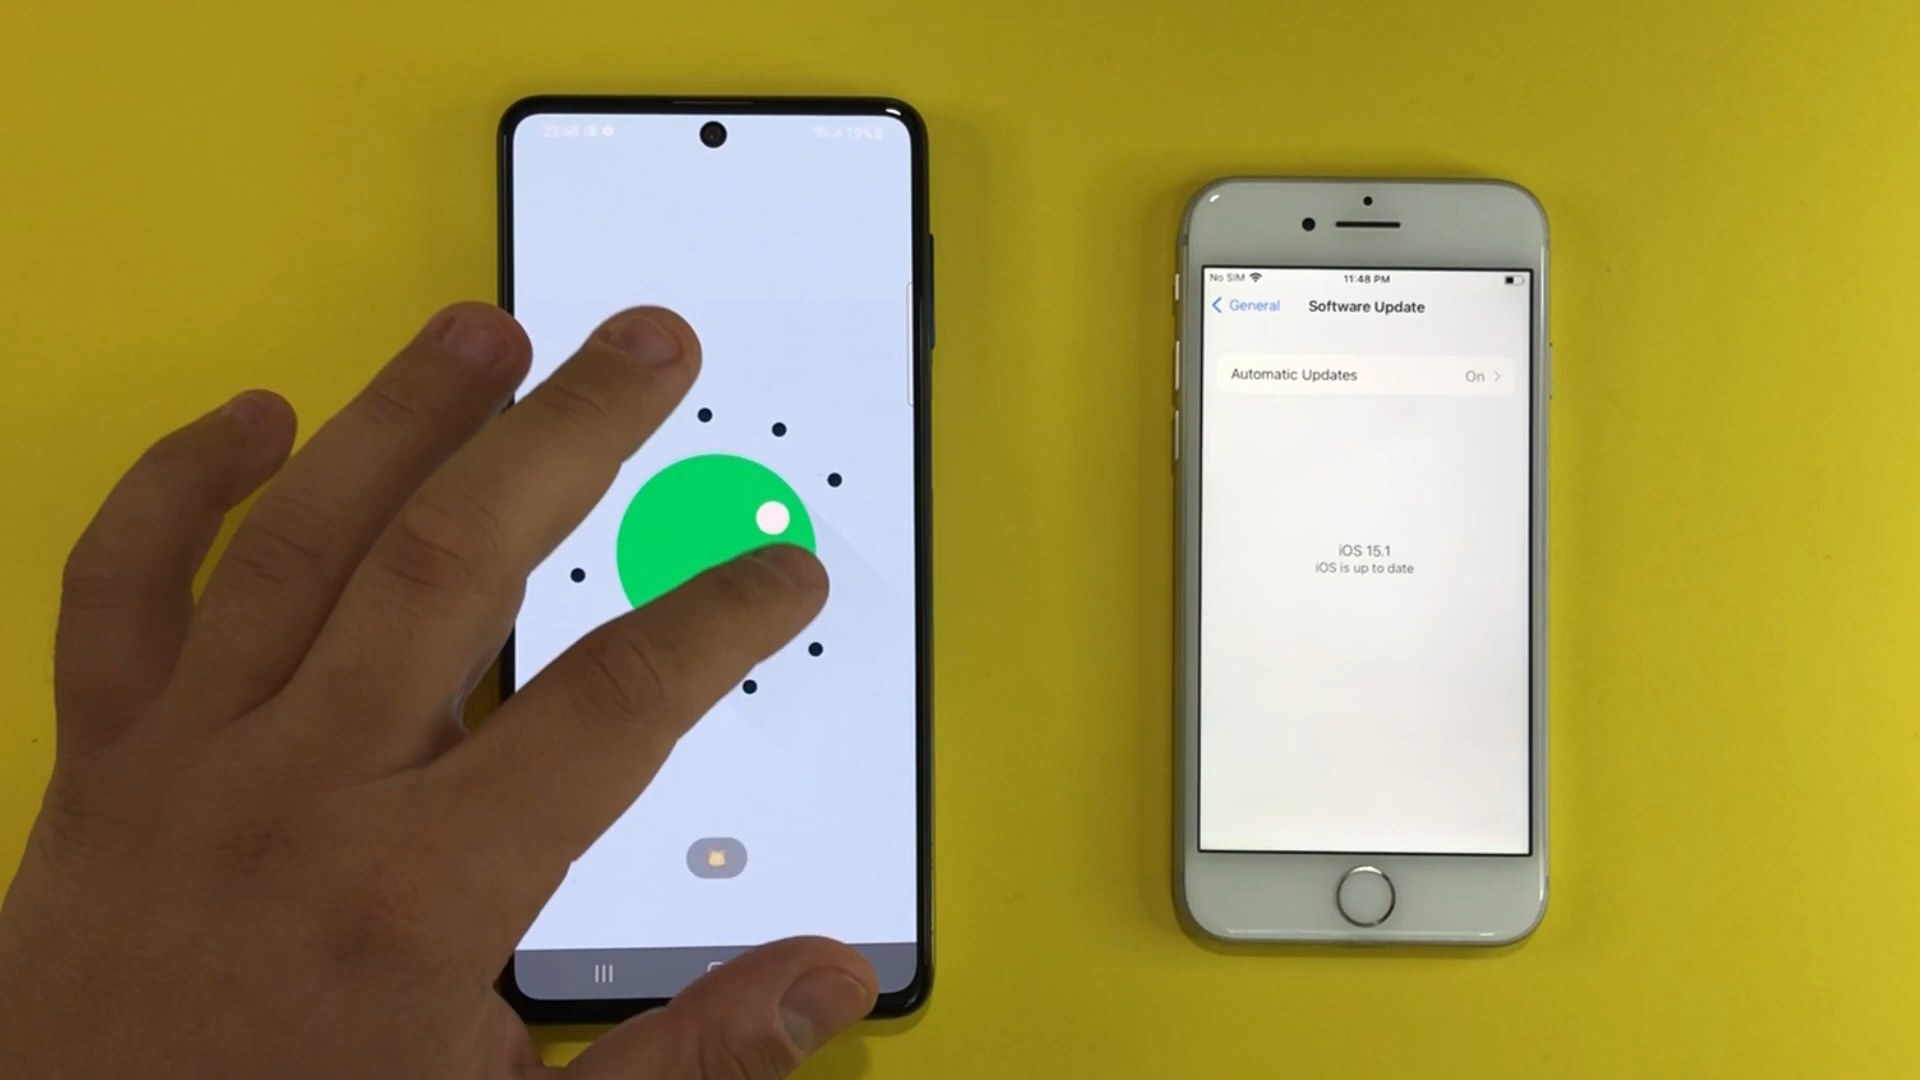 23:48
19%
No SIM
11:48 PM
General
Software Update
Automatic Updates
On
iOS 15.1
iOS is up to date